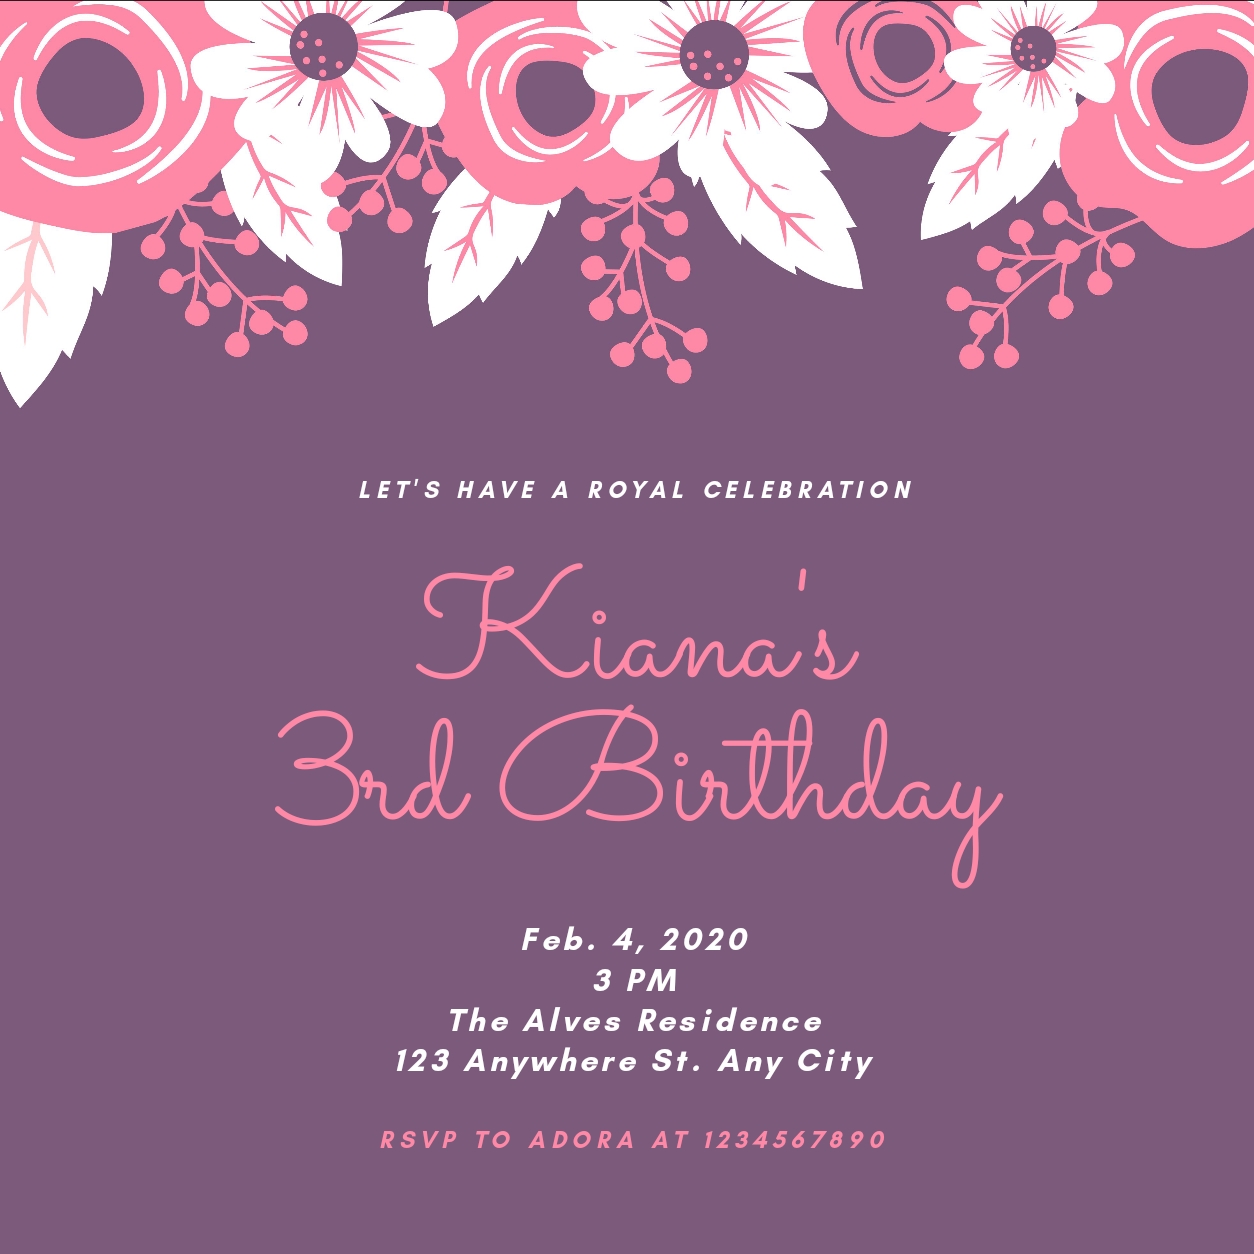 LET'S HAVE A ROYAL CELEBRATION
Kiana's
3rd Birthday
Feb. 4, 2020
3 PM
The Alves Residence
123 Anywhere St. Any City
RSVP TO ADORA AT 1234567890